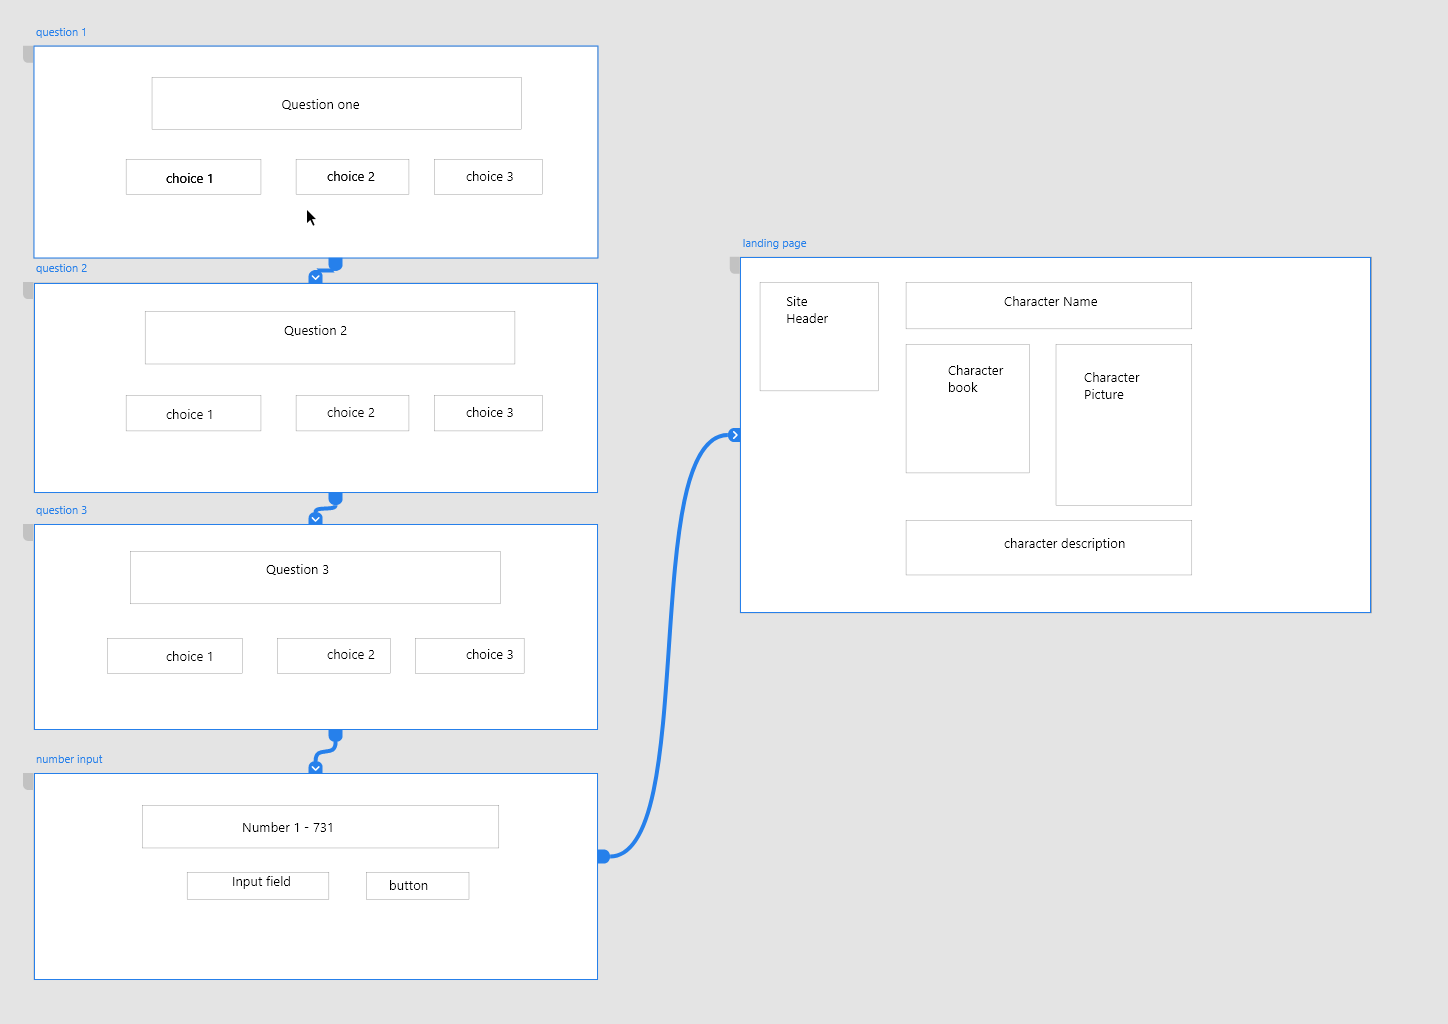 question 1
Question one
choice 1
choice 2
choice 3
question 2
Question 2
choice 1
choice 2
choice 3
question 3
Question 3
choice 1
choice 2
choice 3
number input
Number 1 - 731
Input field
button
landing page
Site
Header
Character Name
Character
book
Character
Picture
character description